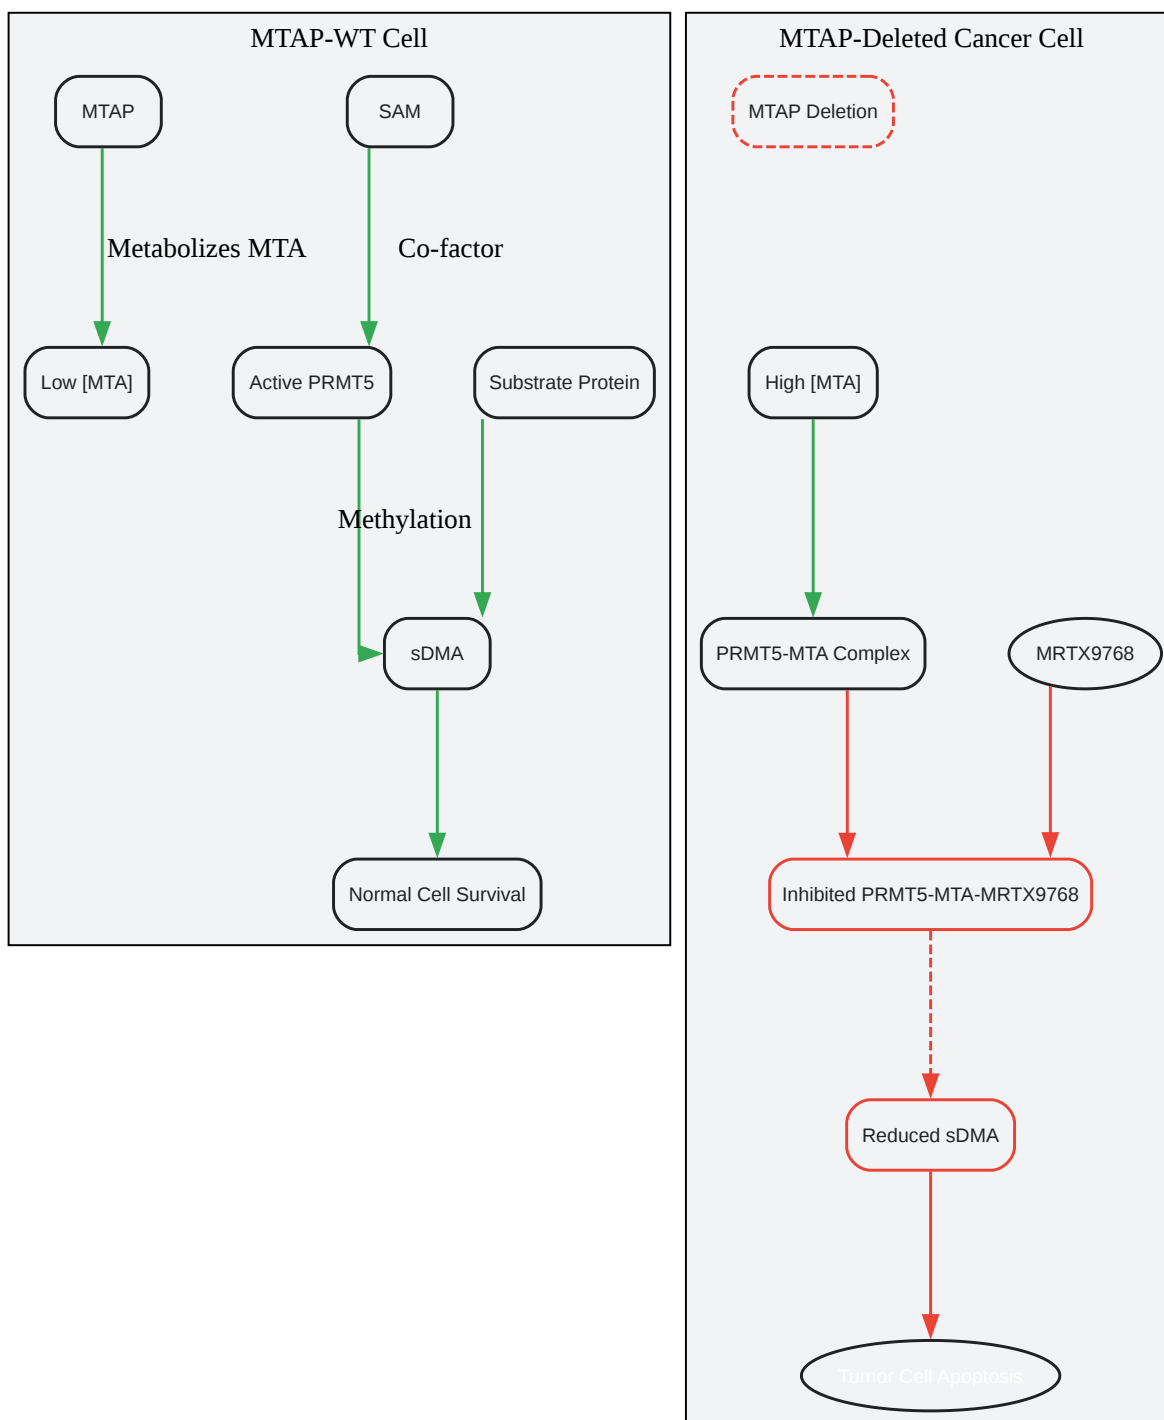 MTAP-WT Cell
MTAP
SAM
Metabolizes MTA
Co-factor
Low [MTA]
Active PRMT5
Substrate Protein
Methylation
sDMA
Normal Cell Survival
MTAP-Deleted Cancer Cell
MTAP Deletion
High [MTA]
PRMT5-MTA Complex
MRTX9768
Inhibited PRMT5-MTA-MRTX9768
Reduced sDMA
Tumor Cell Apoptosis